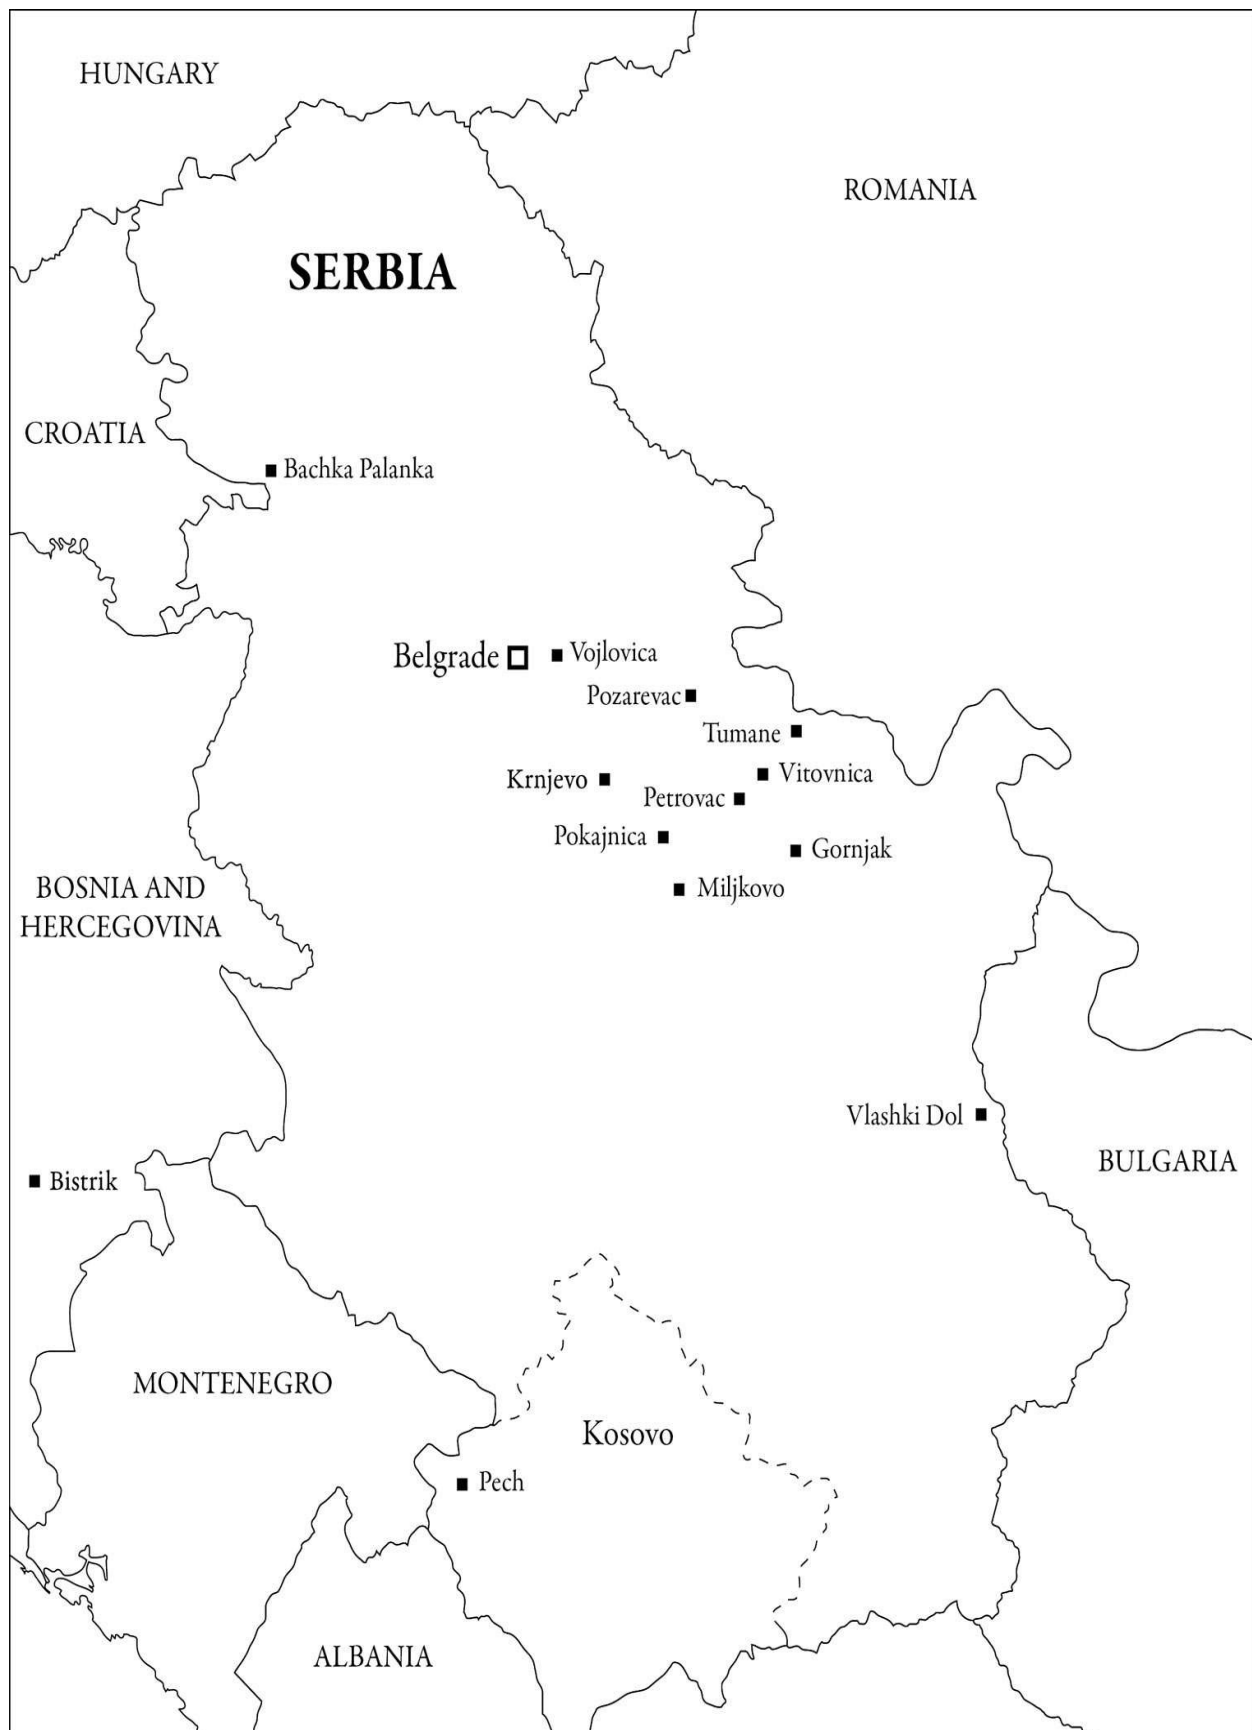 HUNGARY
ROMANIA
SERBIA
CROATIA
Bachka Palanka
Belgrade
Vojlovica
Pozarevac
Tumane
Vitovnica
Krnjevo
Petrovac
Pokajnica
Gornjak
BOSNIA AND
HERCEGOVINA
Miljkovo
Vlashki Dol
BULGARIA
Bistrik
MONTENEGRO
Kosovo
Pech
ALBANIA